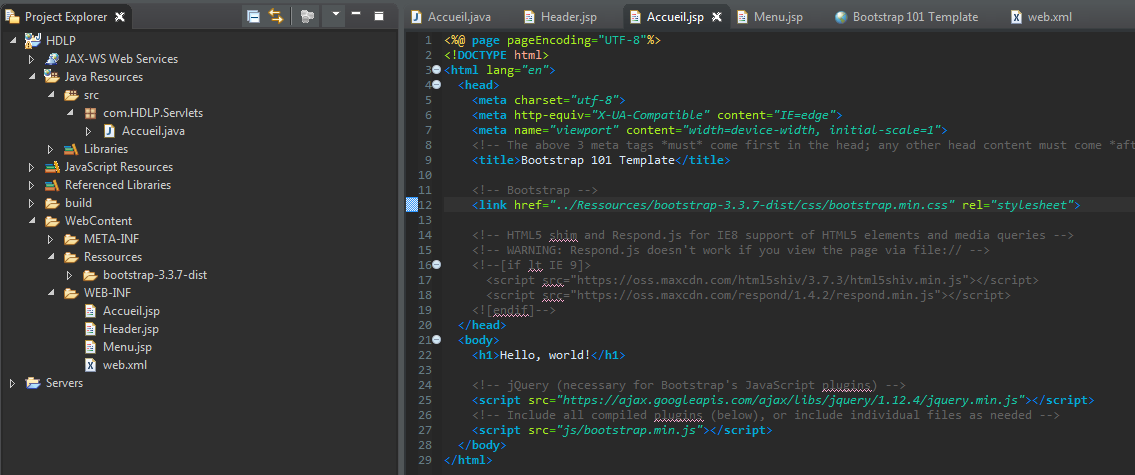 Project Explorer
HDLP
JAX-WS Web Services
Java Resources
src
com.HDLP.Servlets
Accueil.java
Libraries
JavaScript Resources
Referenced Libraries
build
WebContent
META-INF
Ressources
bootstrap-3.3.7-dist
WEB-INF
Accueil.jsp
Header.jsp
Menu.jsp
web.xml
Servers
Accueil.java Header.jsp Accueil.jsp Menu.jsp Bootstrap 101 Template web.xml
1 <%@ page pageEncoding="UTF-8"%>
2 <!DOCTYPE html>
3 <html lang="en">
4 <head>
5 <meta charset="utf-8">
6 <meta http-equiv="X-UA-Compatible" content="IE=edge">
7 <meta name="viewport" content="width=device-width, initial-scale=1">
8 <!-- The above 3 meta tags *must* come first in the head; any other head content must come *aft
9 <title>Bootstrap 101 Template</title>
10
11 <!-- Bootstrap -->
12 <link href="../Ressources/bootstrap-3.3.7-dist/css/bootstrap.min.css" rel="stylesheet">
13
14 <!-- HTML5 shim and Respond.js for IE8 support of HTML5 elements and media queries -->
15 <!-- WARNING: Respond.js doesn't work if you view the page via file:// -->
16 <!--[if lt IE 9]>
17 <script src="https://oss.maxcdn.com/html5shiv/3.7.3/html5shiv.min.js"></script>
18 <script src="https://oss.maxcdn.com/respond/1.4.2/respond.min.js"></script>
19 <![endif]-->
20 </head>
21 <body>
22 <h1>Hello, world!</h1>
23
24 <!-- jQuery (necessary for Bootstrap's JavaScript plugins) -->
25 <script src="https://ajax.googleapis.com/ajax/libs/jquery/1.12.4/jquery.min.js"></script>
26 <!-- Include all compiled plugins (below), or include individual files as needed -->
27 <script src="js/bootstrap.min.js"></script>
28 </body>
29 </html>